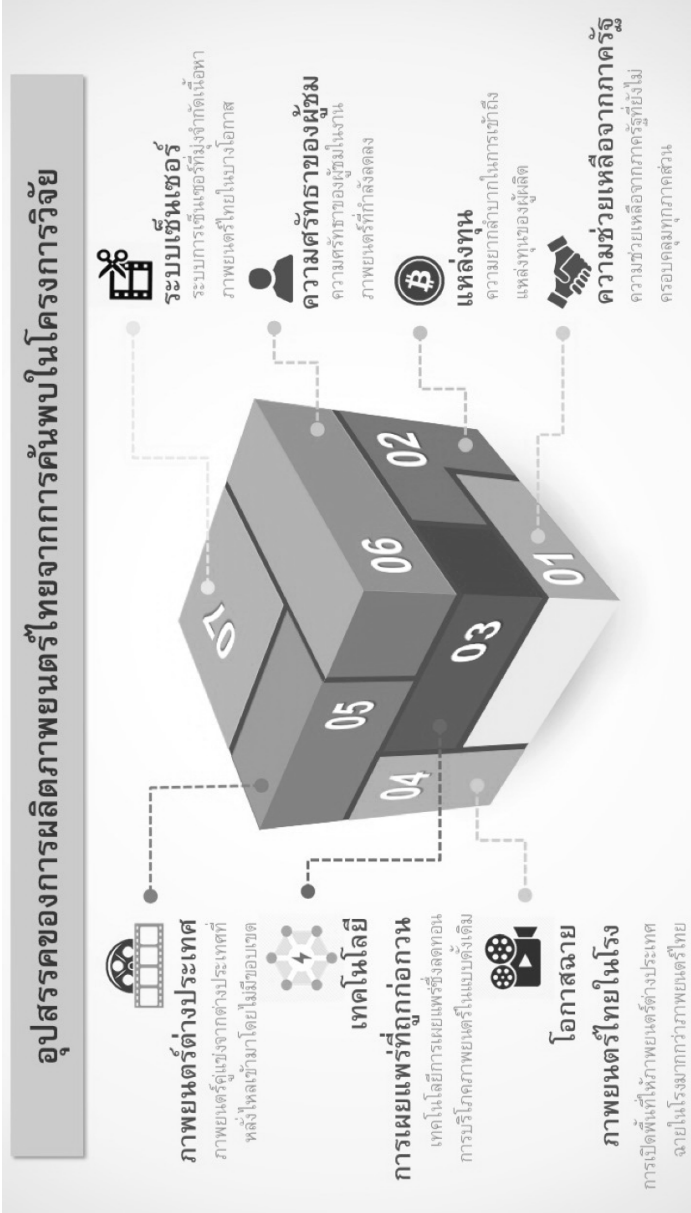 อุปสรรคของการผลิตภาพยนตร์ไทยจากการค้นพบในโครงการวิจัย
ภาพยนตร์ต่างประเทศ
ภาพยนตร์คู่แข่งจากต่างประเทศที่
หลั่งไหลเข้ามาโดยไม่มีขอบเขต
เทคโนโลยี
การเผยแพร่ที่ถูกก่อกวน
เทคโนโลยีการเผยแพร่ซึ่งลดทอน
การบริโภคภาพยนตร์ในแบบดั้งเดิม
โอกาสฉาย
ภาพยนตร์ไทยในโรง
การเปิดพื้นที่ให้ภาพยนตร์ต่างประเทศ
ฉายในโรงมากกว่าภาพยนตร์ไทย
07
06
05
04
03
02
01
ระบบเซ็นเซอร์
ระบบการเซ็นเซอร์ที่มุ่งจำกัดเนื้อหา
ภาพยนตร์ไทยในบางโอกาส
ความศรัทธาของผู้ชม
ความศรัทธาของผู้ชมในงาน
ภาพยนตร์ที่กำลังลดลง
แหล่งทุน
ความยากลำบากในการเข้าถึง
แหล่งทุนของผู้ผลิต
ความช่วยเหลือจากภาครัฐ
ความช่วยเหลือจากภาครัฐที่ยังไม่
ครอบคลุมทุกภาคส่วน